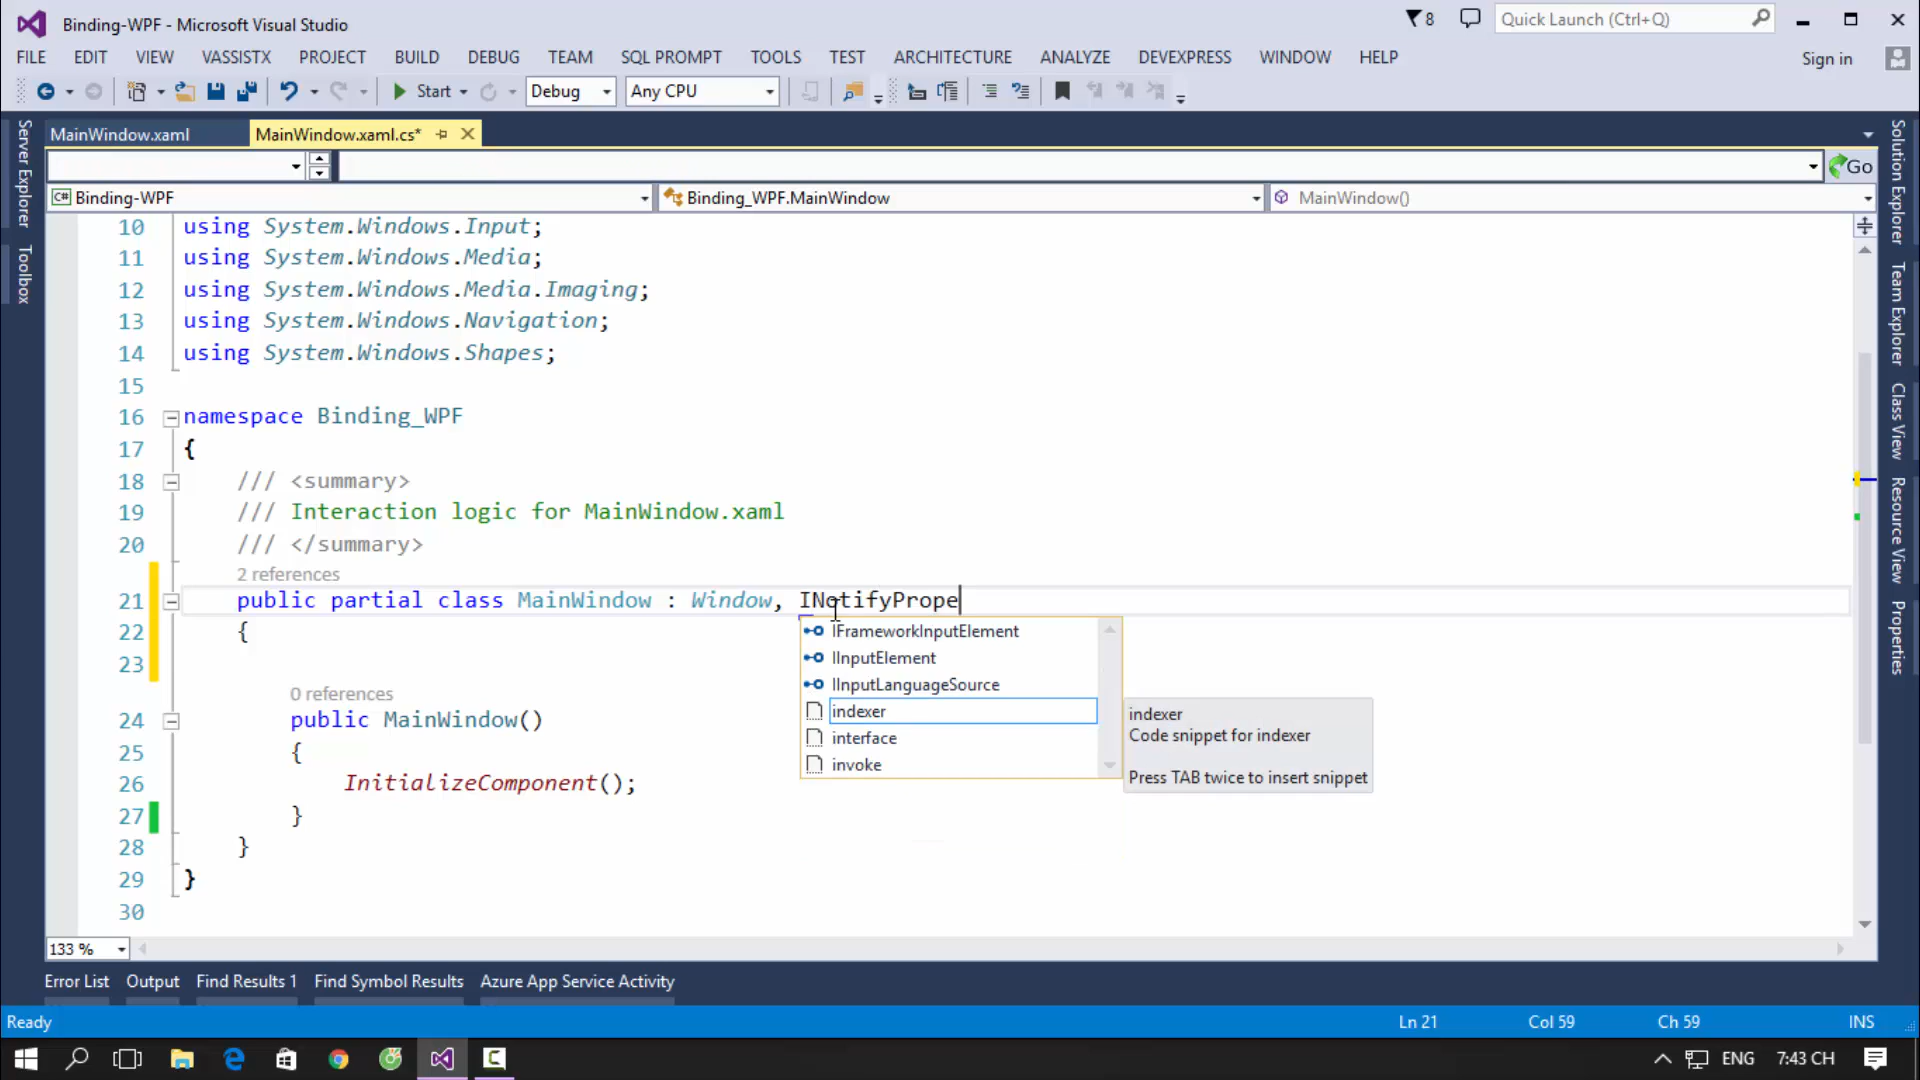 Binding-WPF - Microsoft Visual Studio
8
Quick Launch (Ctrl+Q)
FILE EDIT VIEW VASSISTX PROJECT BUILD DEBUG TEAM SQL PROMPT TOOLS TEST ARCHITECTURE ANALYZE DEVEXPRESS WINDOW HELP
Sign in
Start Debug Any CPU
MainWindow.xaml MainWindow.xaml.cs*
Go
C# Binding-WPF Binding_WPF.MainWindow MainWindow()
Server Explorer
Toolbox
10 using System.Windows.Input;
11 using System.Windows.Media;
12 using System.Windows.Media.Imaging;
13 using System.Windows.Navigation;
14 using System.Windows.Shapes;
15
16 namespace Binding_WPF
17 {
18 /// <summary>
19 /// Interaction logic for MainWindow.xaml
20 /// </summary>
2 references
21 public partial class MainWindow : Window, INotifyPrope
22 {
23
0 references
24 public MainWindow()
25 {
26 InitializeComponent();
27 }
28 }
29 }
30
IFrameworkInputElement
IInputElement
IInputLanguageSource
indexer
interface
invoke
indexer
Code snippet for indexer
Press TAB twice to insert snippet
Solution Explorer
Team Explorer
Class View
Resource View
Properties
133 %
Error List Output Find Results 1 Find Symbol Results Azure App Service Activity
Ready Ln 21 Col 59 Ch 59 INS
ENG 7:43 CH